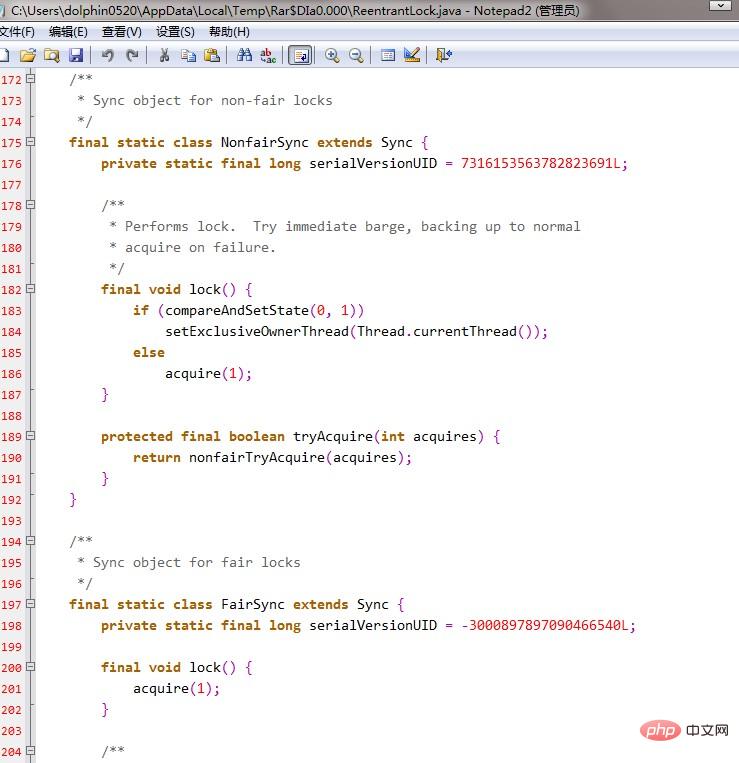 C:\Users\dolphin0520\AppData\Local\Temp\Rar$DIa0.000\ReentrantLock.java - Notepad2 (管理员)
文件(F) 编辑(E) 查看(V) 设置(S) 帮助(H)
172 /**
173 * Sync object for non-fair locks
174 */
175 final static class NonfairSync extends Sync {
176 private static final long serialVersionUID = 7316153563782823691L;
177
178 /**
179 * Performs lock.  Try immediate barge, backing up to normal
180 * acquire on failure.
181 */
182 final void lock() {
183 if (compareAndSetState(0, 1))
184 setExclusiveOwnerThread(Thread.currentThread());
185 else
186 acquire(1);
187 }
188
189 protected final boolean tryAcquire(int acquires) {
190 return nonfairTryAcquire(acquires);
191 }
192 }
193
194 /**
195 * Sync object for fair locks
196 */
197 final static class FairSync extends Sync {
198 private static final long serialVersionUID = -3000897897090466540L;
199
200 final void lock() {
201 acquire(1);
202 }
203
204 /**
php 中文网